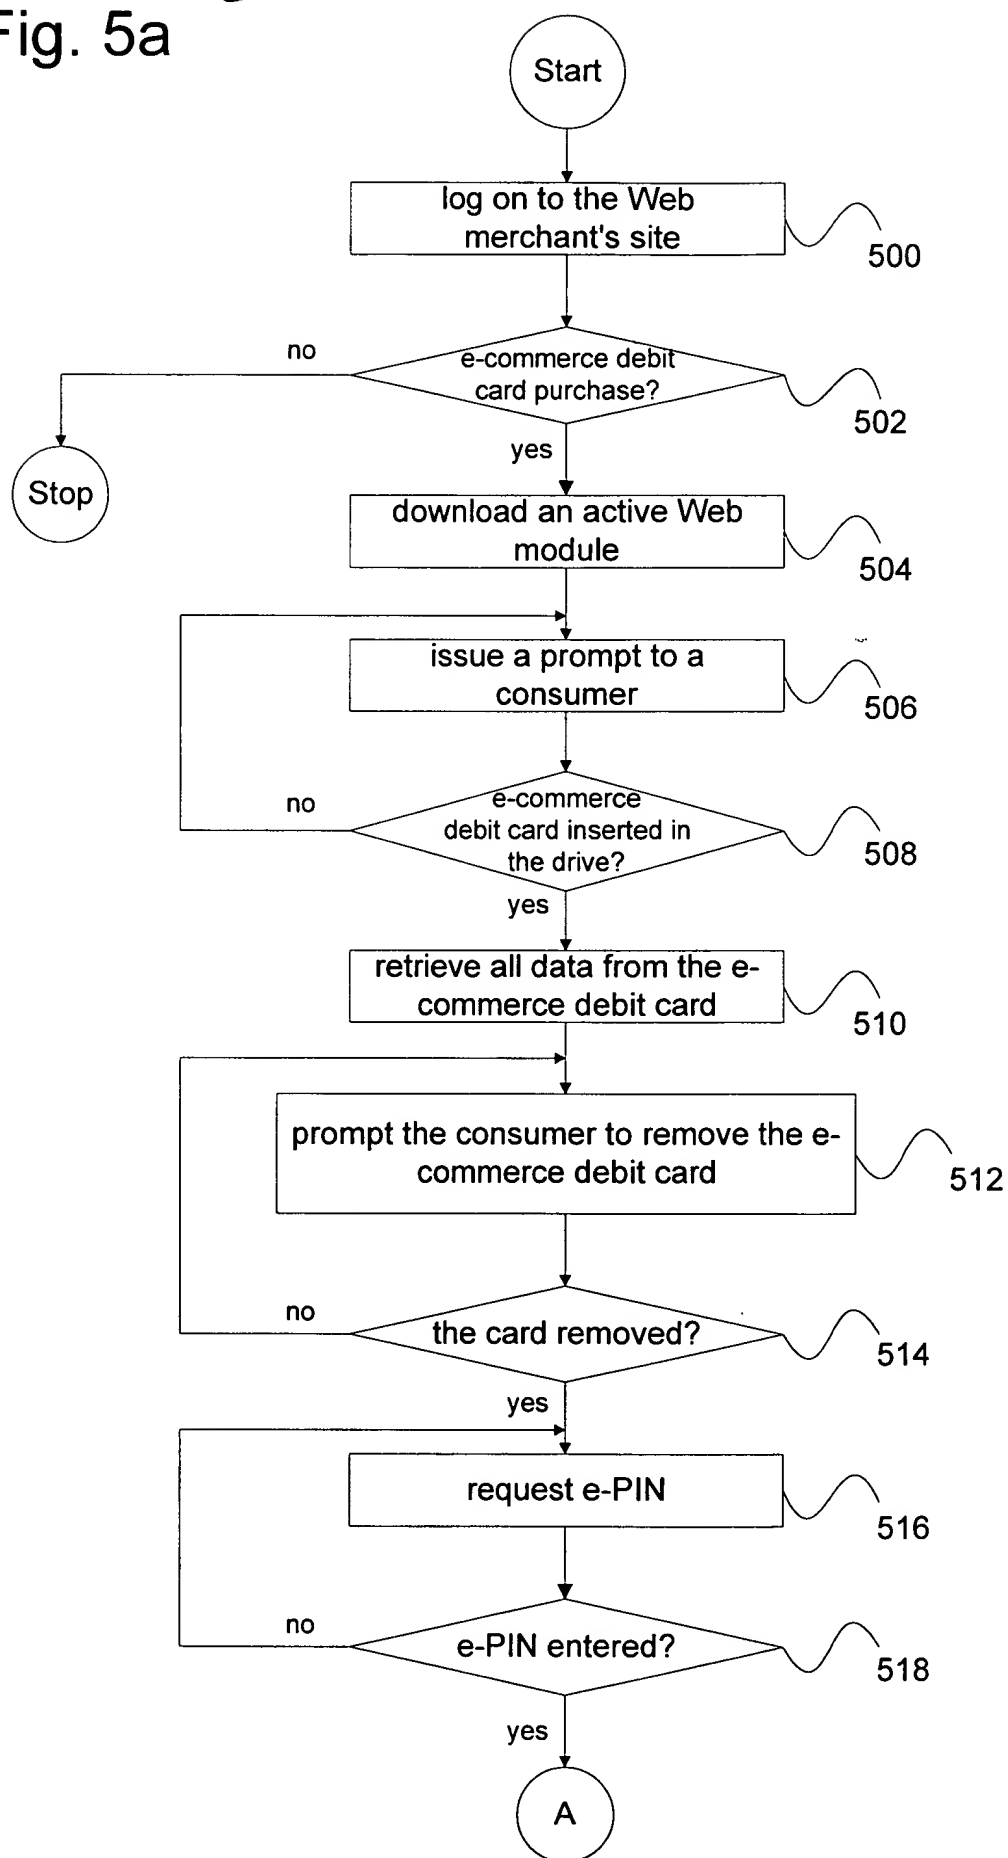 Fig. 5a
Start
log on to the Web
merchant's site
500
no
e-commerce debit
card purchase?
502
yes
Stop
download an active Web
module
504
issue a prompt to a
consumer
506
no
e-commerce
debit card inserted in
the drive?
508
yes
retrieve all data from the e-
commerce debit card
510
prompt the consumer to remove the e-
commerce debit card
512
no
the card removed?
514
yes
request e-PIN
516
no
e-PIN entered?
518
yes
A